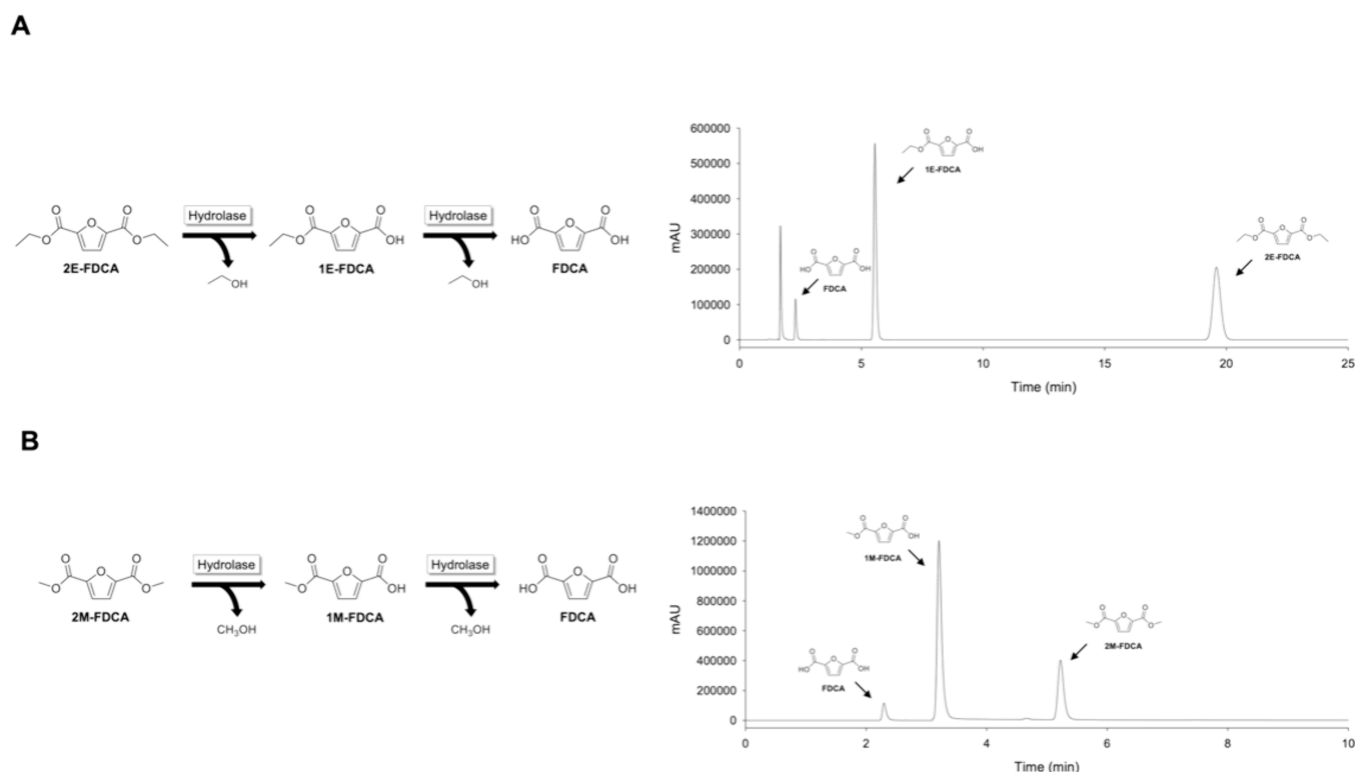 A
Hydrolase
Hydrolase
2E-FDCA
1E-FDCA
FDCA
OH
OH
mAU
600000
500000
400000
300000
200000
100000
0
0
5
10
15
20
25
Time (min)
1E-FDCA
FDCA
2E-FDCA
B
Hydrolase
Hydrolase
2M-FDCA
1M-FDCA
FDCA
CH₃OH
CH₃OH
mAU
1400000
1200000
1000000
800000
600000
400000
200000
0
0
2
4
6
8
10
Time (min)
1M-FDCA
FDCA
2M-FDCA